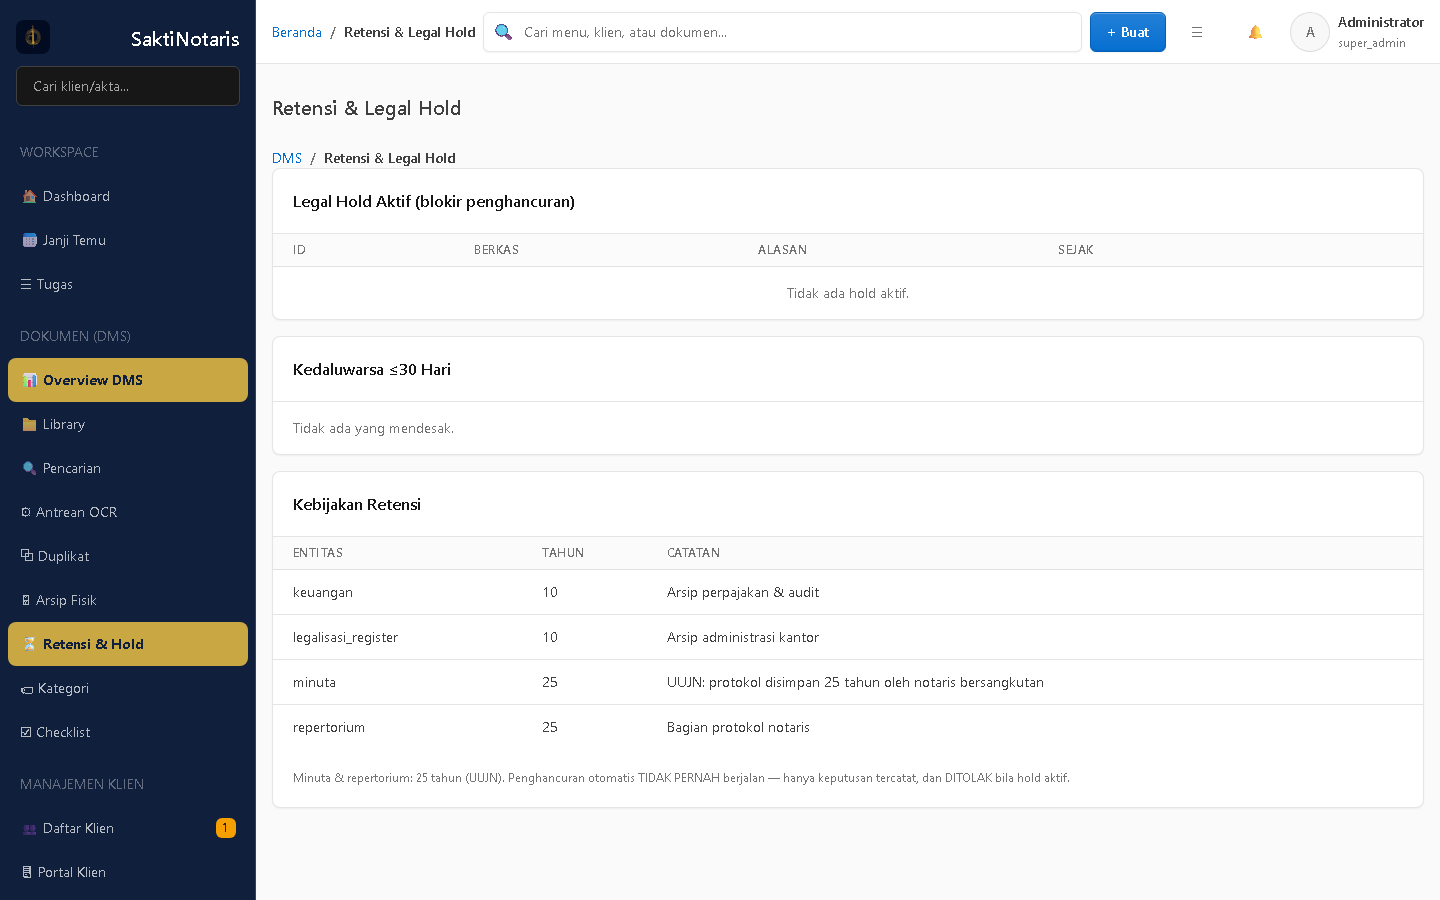 SaktiNotaris
Cari klien/akta...
WORKSPACE
Dashboard
Janji Temu
Tugas
DOKUMEN (DMS)
Overview DMS
Library
Pencarian
Antrean OCR
Duplikat
Arsip Fisik
Retensi & Hold
Kategori
Checklist
MANAJEMEN KLIEN
Daftar Klien 1
Portal Klien
Beranda / Retensi & Legal Hold
Cari menu, klien, atau dokumen...
+ Buat
A
Administrator
super_admin
Retensi & Legal Hold
DMS / Retensi & Legal Hold
Legal Hold Aktif (blokir penghancuran)
ID BERKAS ALASAN SEJAK
Tidak ada hold aktif.
Kedaluwarsa ≤30 Hari
Tidak ada yang mendesak.
Kebijakan Retensi
ENTITAS TAHUN CATATAN
keuangan 10 Arsip perpajakan & audit
legalisasi_register 10 Arsip administrasi kantor
minuta 25 UUJN: protokol disimpan 25 tahun oleh notaris bersangkutan
repertorium 25 Bagian protokol notaris
Minuta & repertorium: 25 tahun (UUJN). Penghancuran otomatis TIDAK PERNAH berjalan — hanya keputusan tercatat, dan DITOLAK bila hold aktif.